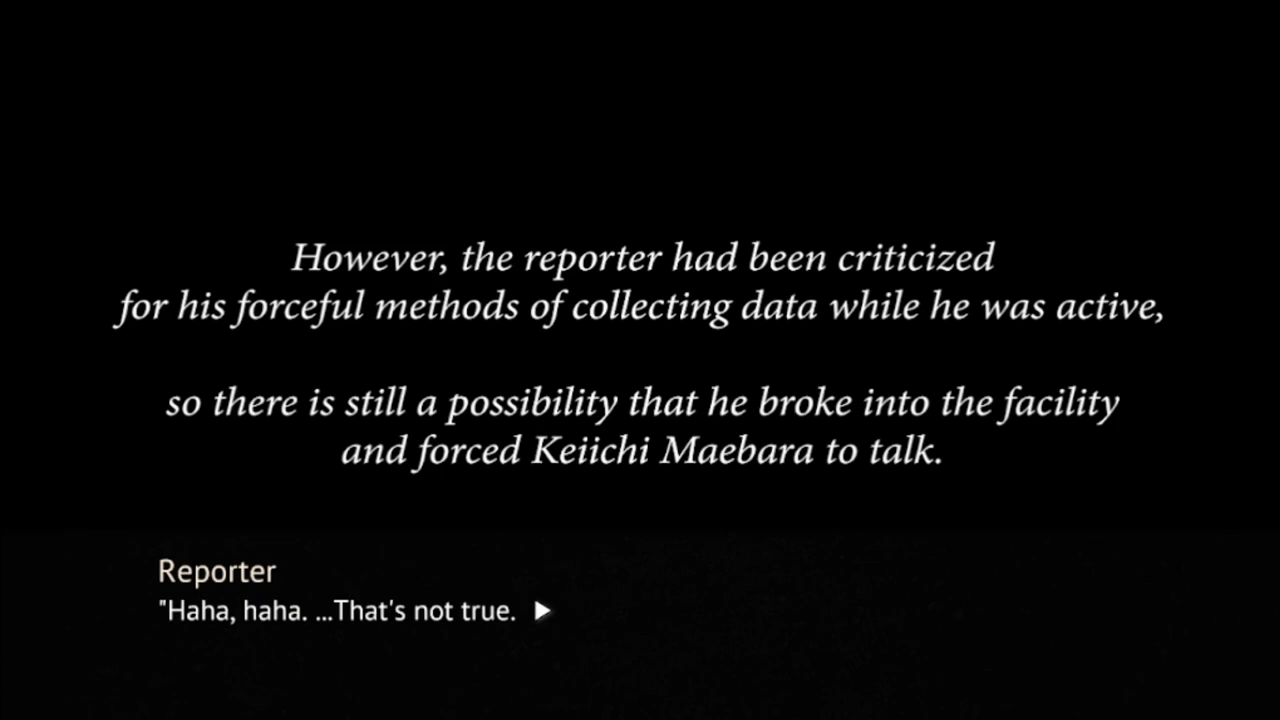 However, the reporter had been criticized
for his forceful methods of collecting data while he was active,
so there is still a possibility that he broke into the facility
and forced Keiichi Maebara to talk.
Reporter
"Haha, haha. ...That's not true.